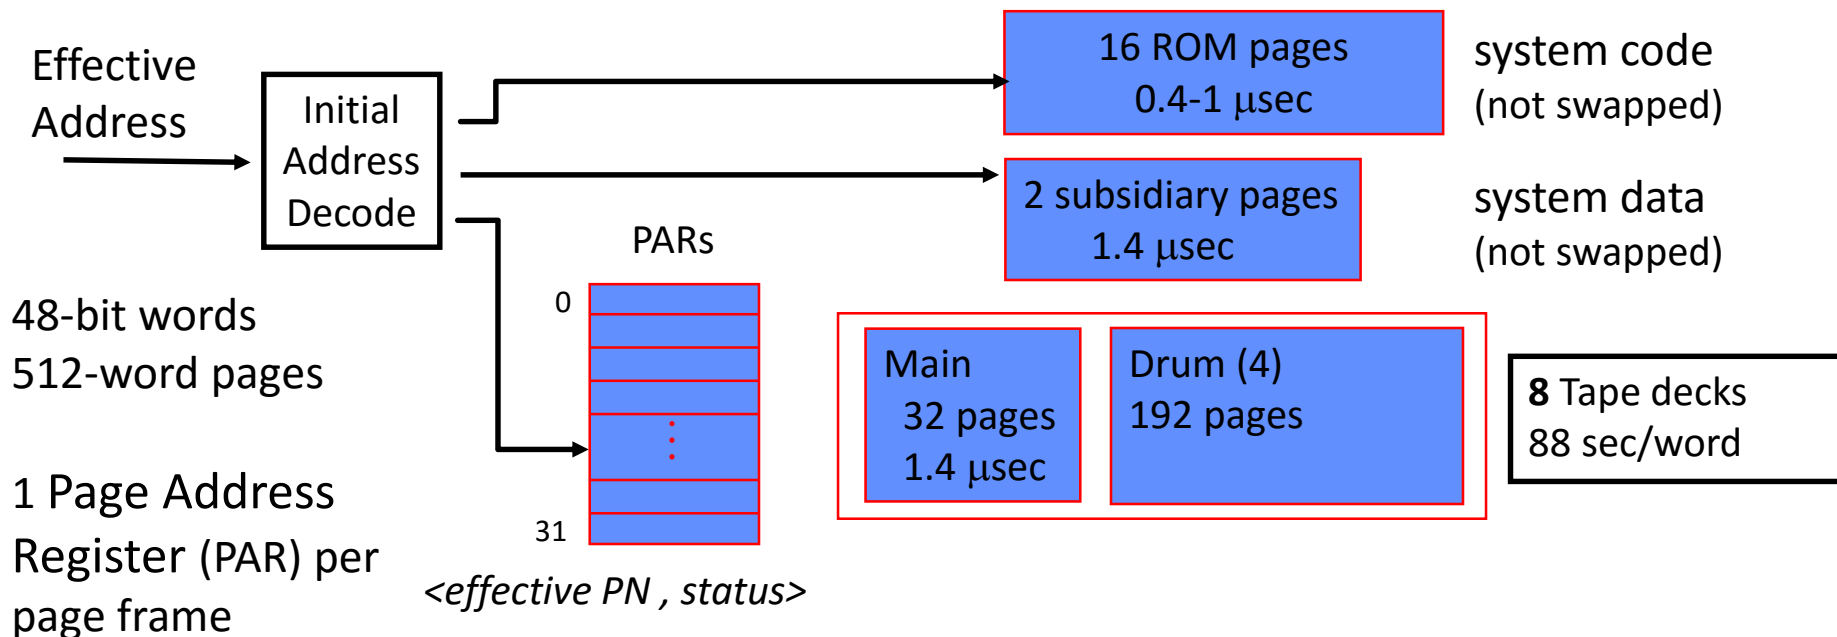 Effective
Address
Initial
Address
Decode
16 ROM pages
0.4-1 μsec
system code
(not swapped)
2 subsidiary pages
1.4 μsec
system data
(not swapped)
PARs
0
31
<effective PN , status>
48-bit words
512-word pages
1 Page Address
Register (PAR) per
page frame
Main
32 pages
1.4 μsec
Drum (4)
192 pages
8 Tape decks
88 sec/word